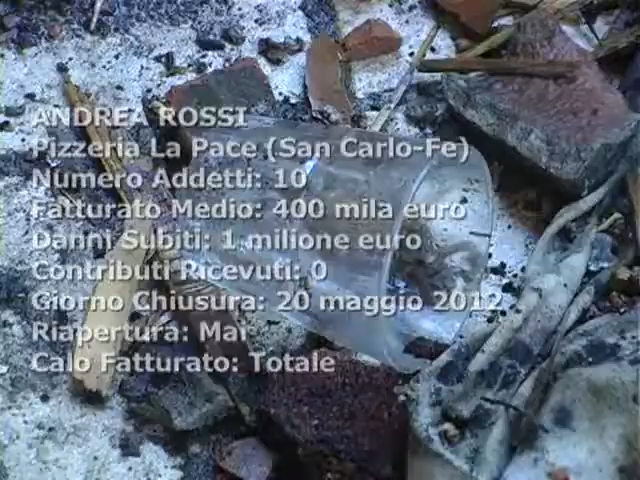 ANDREA ROSSI
Pizzeria La Pace (San Carlo-Fe)
Numero Addetti: 10
Fatturato Medio: 400 mila euro
Danni Subiti: 1 milione euro
Contributi Ricevuti: 0
Giorno Chiusura: 20 maggio 2012
Riapertura: Mai
Calo Fatturato: Totale